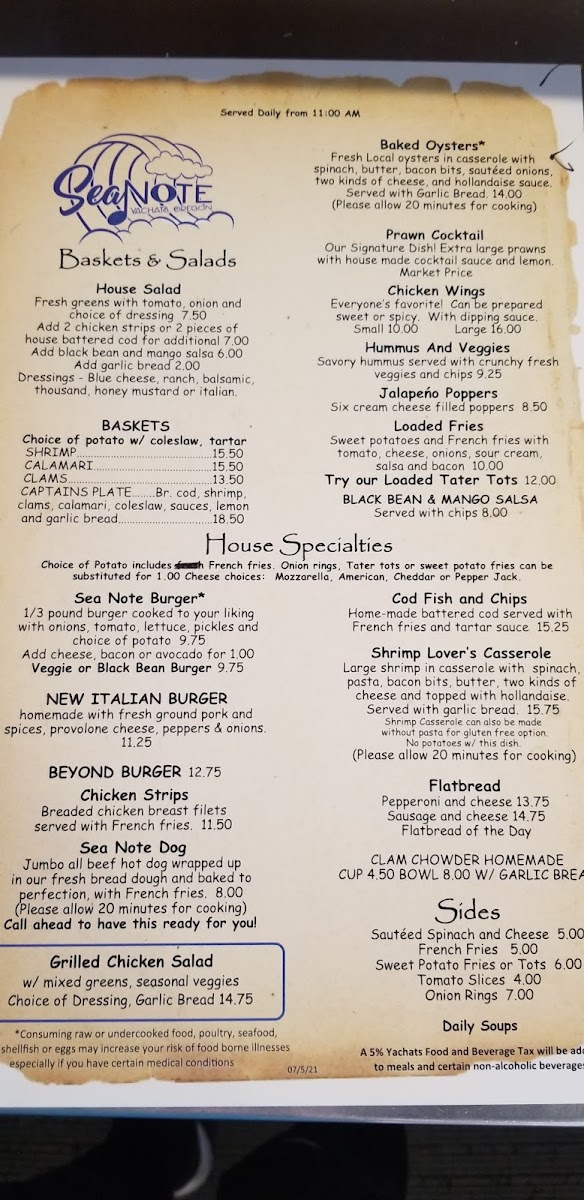 Served Daily from 11:00 AM
Sea NOTE
YACHATS, OREGON
Baskets & Salads
House Salad
Fresh greens with tomato, onion and
choice of dressing 7.50
Add 2 chicken strips or 2 pieces of
house battered cod for additional 7.00
Add black bean and mango salsa 6.00
Add garlic bread 2.00
Dressings - Blue cheese, ranch, balsamic,
thousand, honey mustard or italian.
BASKETS
Choice of potato w/ coleslaw, tartar
SHRIMP..............................15.50
CALAMARI..............................15.50
CLAMS..............................13.50
CAPTAINS PLATE.......Br. cod, shrimp,
clams, calamari, coleslaw, sauces, lemon
and garlic bread........................18.50
Baked Oysters*
Fresh Local oysters in casserole with
spinach, butter, bacon bits, sautéed onions,
two kinds of cheese, and hollandaise sauce.
Served with Garlic Bread. 14.00
(Please allow 20 minutes for cooking)
Prawn Cocktail
Our Signature Dish! Extra large prawns
with house made cocktail sauce and lemon.
Market Price
Chicken Wings
Everyone's favorite! Can be prepared
sweet or spicy. With dipping sauce.
Small 10.00 Large 16.00
Hummus And Veggies
Savory hummus served with crunchy fresh
veggies and chips 9.25
Jalapeńo Poppers
Six cream cheese filled poppers 8.50
Loaded Fries
Sweet potatoes and French fries with
tomato, cheese, onions, sour cream,
salsa and bacon 10.00
Try our Loaded Tater Tots 12.00
BLACK BEAN & MANGO SALSA
Served with chips 8.00
House Specialties
Choice of Potato includes French fries. Onion rings, Tater tots or sweet potato fries can be
substituted for 1.00 Cheese choices: Mozzarella, American, Cheddar or Pepper Jack.
Sea Note Burger*
1/3 pound burger cooked to your liking
with onions, tomato, lettuce, pickles and
choice of potato 9.75
Add cheese, bacon or avocado for 1.00
Veggie or Black Bean Burger 9.75
NEW ITALIAN BURGER
homemade with fresh ground pork and
spices, provolone cheese, peppers & onions.
11.25
BEYOND BURGER 12.75
Chicken Strips
Breaded chicken breast filets
served with French fries. 11.50
Sea Note Dog
Jumbo all beef hot dog wrapped up
in our fresh bread dough and baked to
perfection, with French fries. 8.00
(Please allow 20 minutes for cooking)
Call ahead to have this ready for you!
Grilled Chicken Salad
w/ mixed greens, seasonal veggies
Choice of Dressing, Garlic Bread 14.75
*Consuming raw or undercooked food, poultry, seafood,
shellfish or eggs may increase your risk of food borne illnesses
especially if you have certain medical conditions
07/5/21
Cod Fish and Chips
Home-made battered cod served with
French fries and tartar sauce 15.25
Shrimp Lover's Casserole
Large shrimp in casserole with spinach,
pasta, bacon bits, butter, two kinds of
cheese and topped with hollandaise.
Served with garlic bread. 15.75
Shrimp Casserole can also be made
without pasta for gluten free option.
No potatoes w/ this dish.
(Please allow 20 minutes for cooking)
Flatbread
Pepperoni and cheese 13.75
Sausage and cheese 14.75
Flatbread of the Day
CLAM CHOWDER HOMEMADE
CUP 4.50 BOWL 8.00 W/ GARLIC BREA
Sides
Sautéed Spinach and Cheese 5.00
French Fries 5.00
Sweet Potato Fries or Tots 6.00
Tomato Slices 4.00
Onion Rings 7.00
Daily Soups
A 5% Yachats Food and Beverage Tax will be add
to meals and certain non-alcoholic beverages